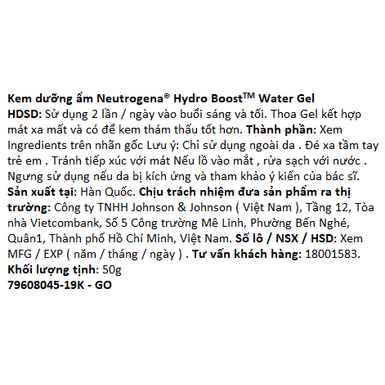 Kem dưỡng ẩm Neutrogena® Hydro Boost™ Water Gel
HDSD: Sử dụng 2 lần / ngày vào buổi sáng và tối. Thoa Gel kết hợp
mát xa mất và có để kem thám thấu tốt hơn. Thành phần: Xem
Ingredients trên nhãn gốc Lưu ý: Chỉ sử dụng ngoài da . Đé xa tầm tay
trẻ em . Tránh tiếp xúc với mát Nếu lõ vào mắt , rửa sạch với nước .
Ngưng sử dụng nếu da bị kích ứng và tham khảo ý kiến của bác sĩ.
Sản xuất tại: Hàn Quốc. Chịu trách nhiệm đưa sản phẩm ra thị
trường: Công ty TNHH Johnson & Johnson ( Việt Nam ), Tầng 12, Tòa
nhà Vietcombank, Số 5 Công trường Mê Linh, Phường Bến Nghé,
Quân1, Thành phố Hồ Chí Minh, Việt Nam. Số lô / NSX / HSD: Xem
MFG / EXP ( năm / tháng / ngày ) . Tư vấn khách hàng: 18001583.
Khối lượng tịnh: 50g
79608045-19K - GO